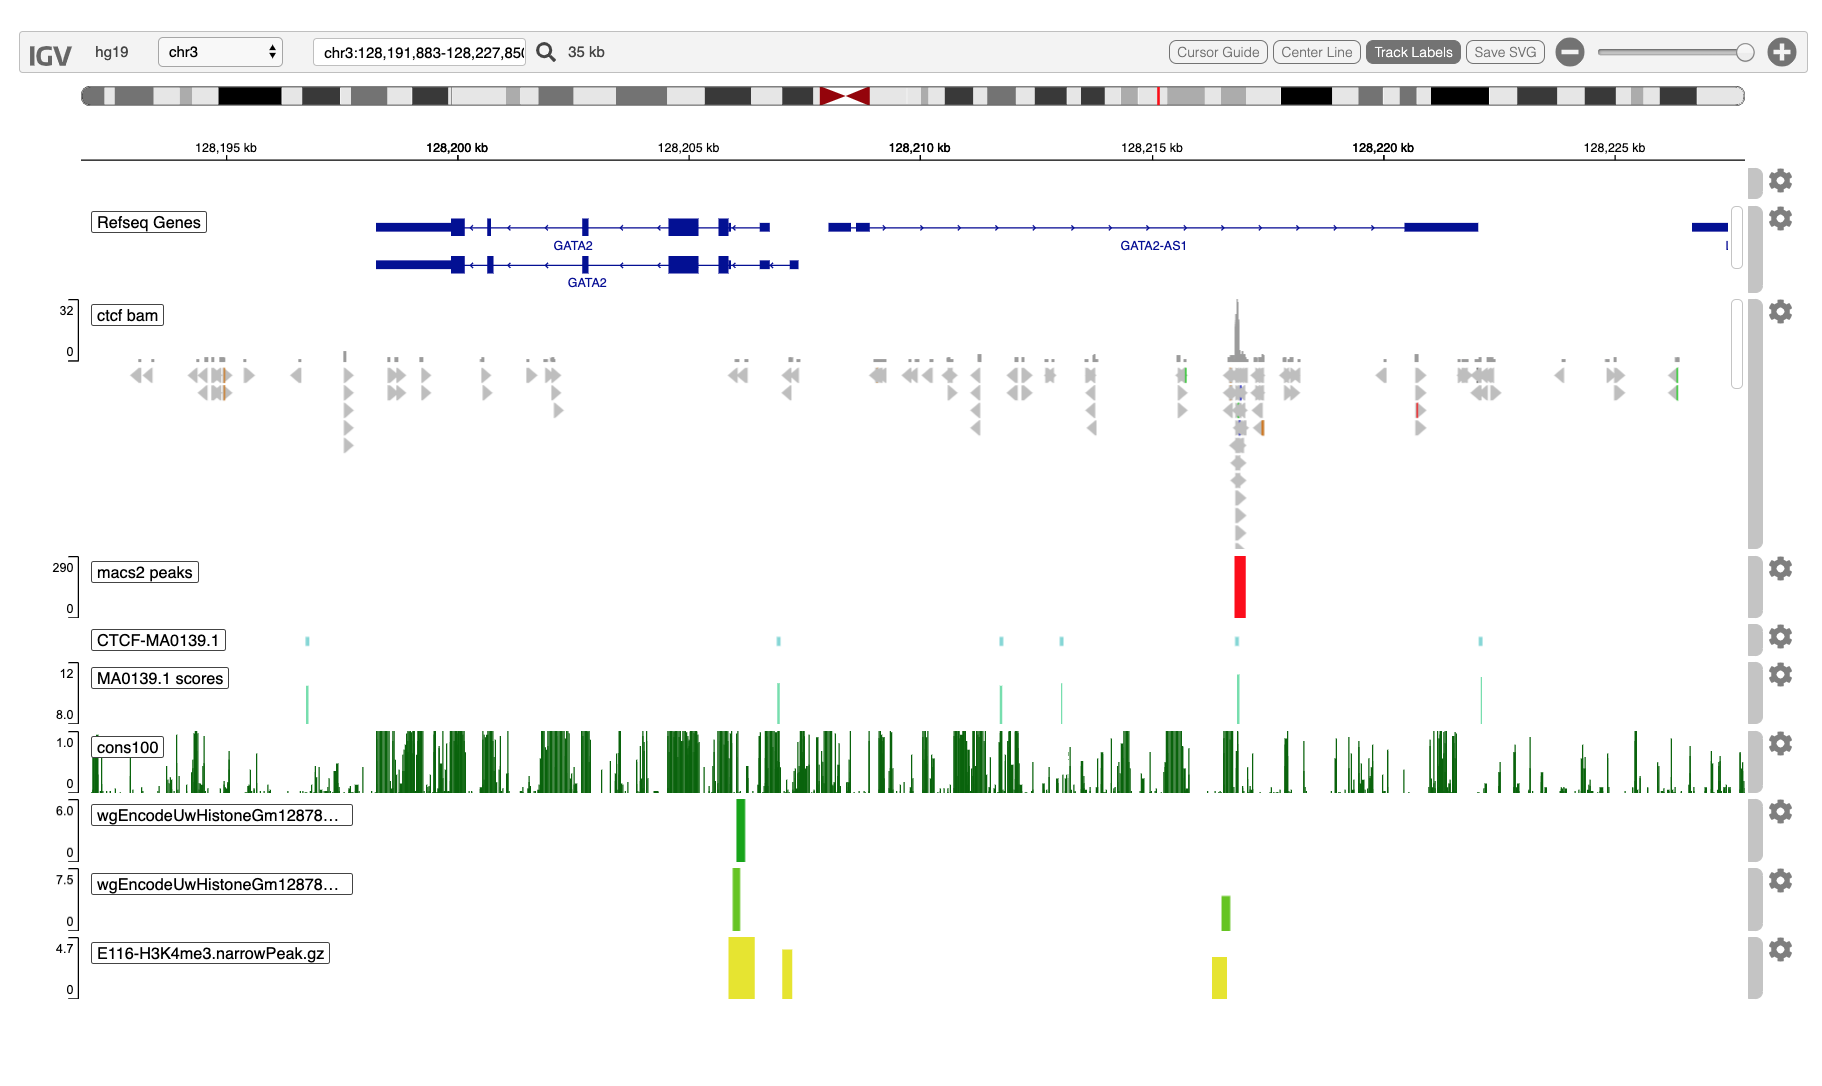 IGV hg19 chr3 chr3:128,191,883-128,227,850 35 kb Cursor Guide Center Line Track Labels Save SVG
128,195 kb 128,200 kb 128,205 kb 128,210 kb 128,215 kb 128,220 kb 128,225 kb
Refseq Genes
GATA2 GATA2-AS1
GATA2
32 ctcf bam
0
290 macs2 peaks
0
CTCF-MA0139.1
12 MA0139.1 scores
8.0
1.0 cons100
0
6.0 wgEncodeUwHistoneGm12878...
0
7.5 wgEncodeUwHistoneGm12878...
0
4.7 E116-H3K4me3.narrowPeak.gz
0